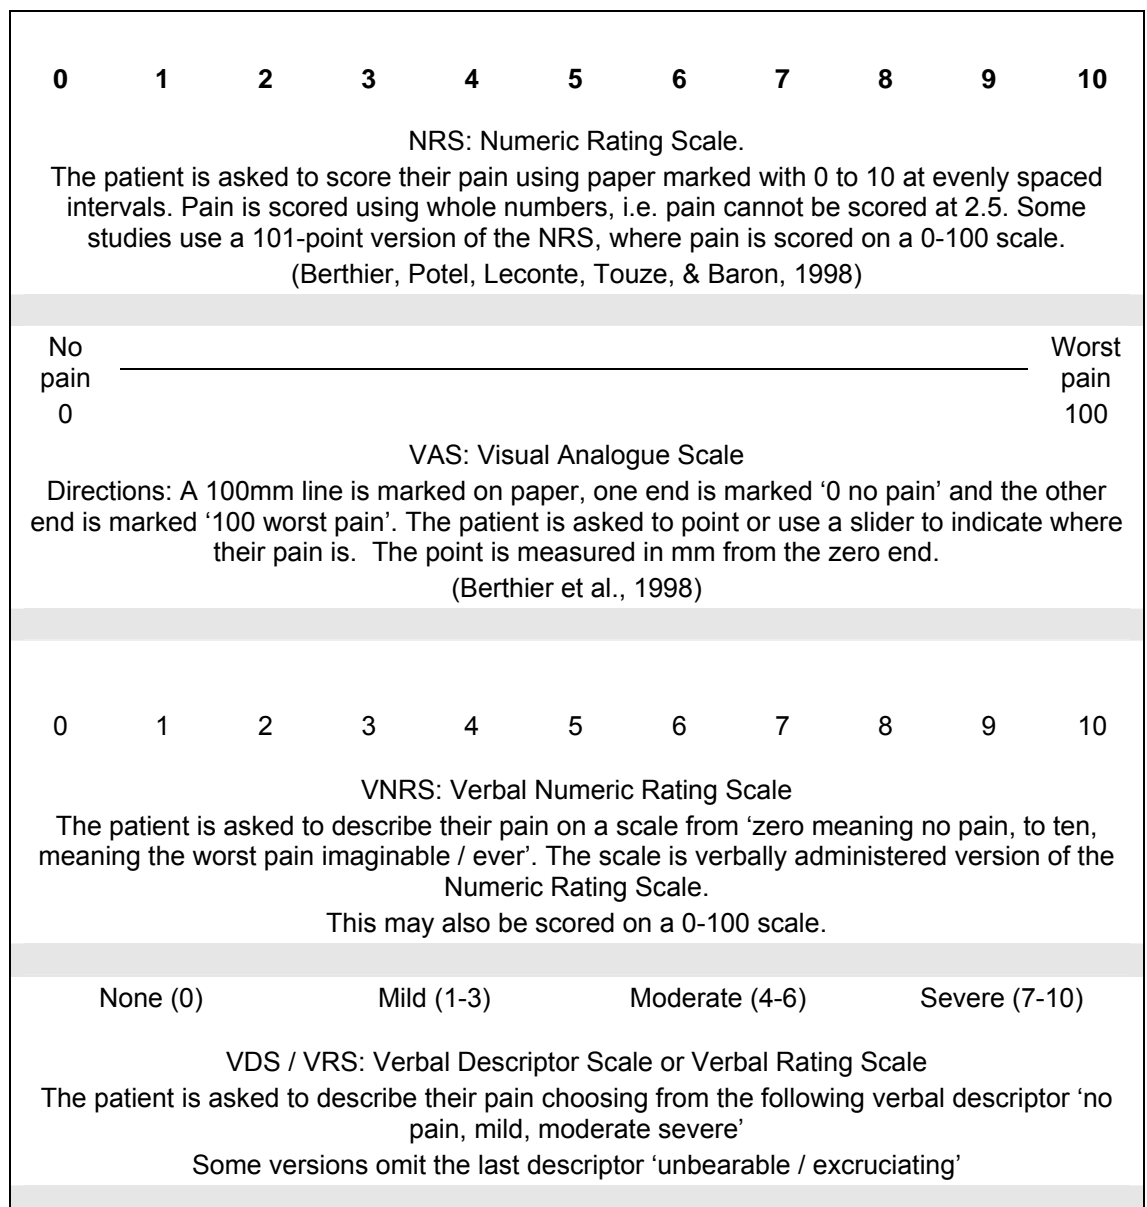 0 1 2 3 4 5 6 7 8 9 10
NRS: Numeric Rating Scale.
The patient is asked to score their pain using paper marked with 0 to 10 at evenly spaced
intervals. Pain is scored using whole numbers, i.e. pain cannot be scored at 2.5. Some
studies use a 101-point version of the NRS, where pain is scored on a 0-100 scale.
(Berthier, Potel, Leconte, Touze, & Baron, 1998)
No Worst
pain pain
0 100
VAS: Visual Analogue Scale
Directions: A 100mm line is marked on paper, one end is marked ‘0 no pain’ and the other
end is marked ‘100 worst pain’. The patient is asked to point or use a slider to indicate where
their pain is.  The point is measured in mm from the zero end.
(Berthier et al., 1998)
0 1 2 3 4 5 6 7 8 9 10
VNRS: Verbal Numeric Rating Scale
The patient is asked to describe their pain on a scale from ‘zero meaning no pain, to ten,
meaning the worst pain imaginable / ever’. The scale is verbally administered version of the
Numeric Rating Scale.
This may also be scored on a 0-100 scale.
None (0) Mild (1-3) Moderate (4-6) Severe (7-10)
VDS / VRS: Verbal Descriptor Scale or Verbal Rating Scale
The patient is asked to describe their pain choosing from the following verbal descriptor ‘no
pain, mild, moderate severe’
Some versions omit the last descriptor ‘unbearable / excruciating’